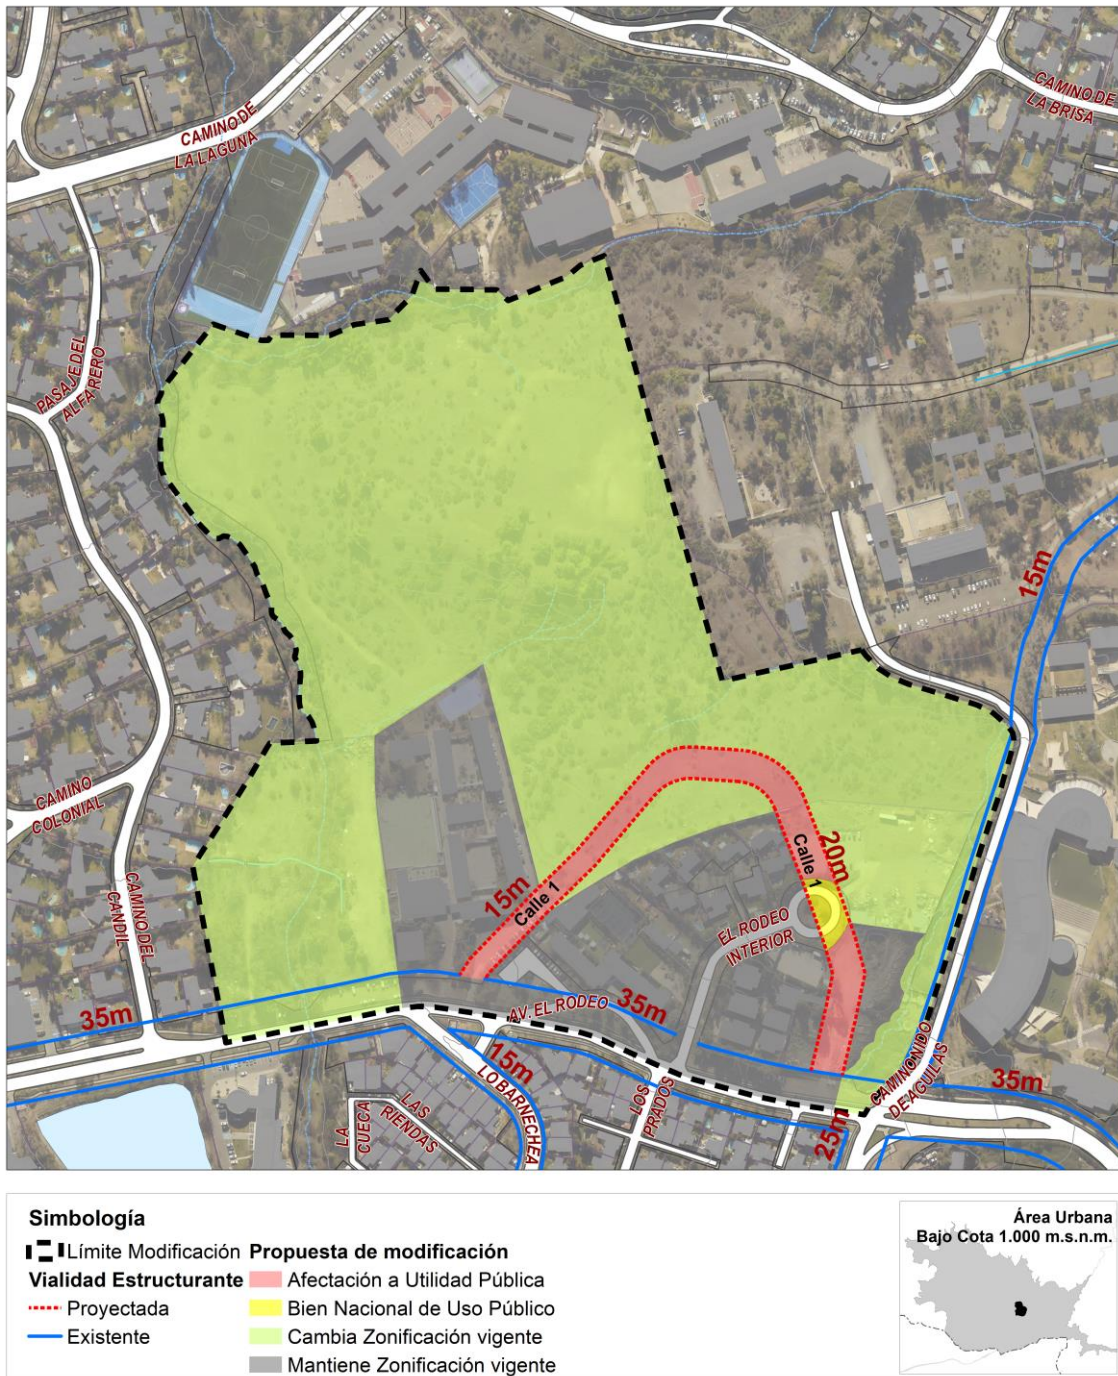 CAMINO DE
LA LAGUNA
CAMINO DE
LA BRISA
PASAJE DEL
ALFARERO
15m
CAMINO
COLONIAL
CAMINO DEL
CANDIL
20m
Calle 1
15m
Calle 1
EL RODEO
INTERIOR
35m
AV. EL RODEO
35m
15m
LO BARNECHEA
LAS
RIENDAS
LA
CUECA
LOS
PRADOS
CAMINO NIDO
DE AGUILAS
35m
25m
Simbología
Límite Modificación
Vialidad Estructurante
Proyectada
Existente
Propuesta de modificación
Afectación a Utilidad Pública
Bien Nacional de Uso Público
Cambia Zonificación vigente
Mantiene Zonificación vigente
Área Urbana
Bajo Cota 1.000 m.s.n.m.